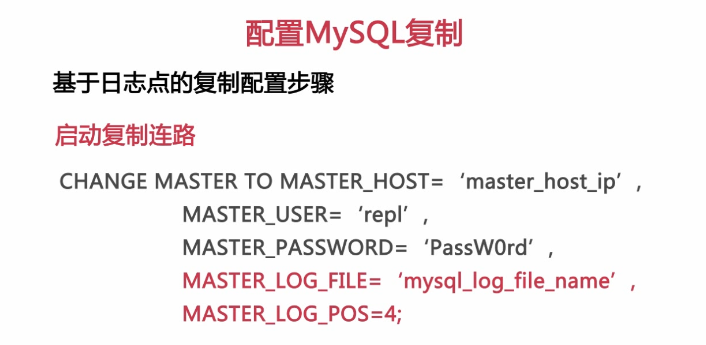 配置MySQL复制
基于日志点的复制配置步骤
启动复制连路
CHANGE MASTER TO MASTER_HOST= ‘master_host_ip’ ,
MASTER_USER= ‘repl’ ,
MASTER_PASSWORD= ‘PassW0rd’ ,
MASTER_LOG_FILE= ‘mysql_log_file_name’ ,
MASTER_LOG_POS=4;